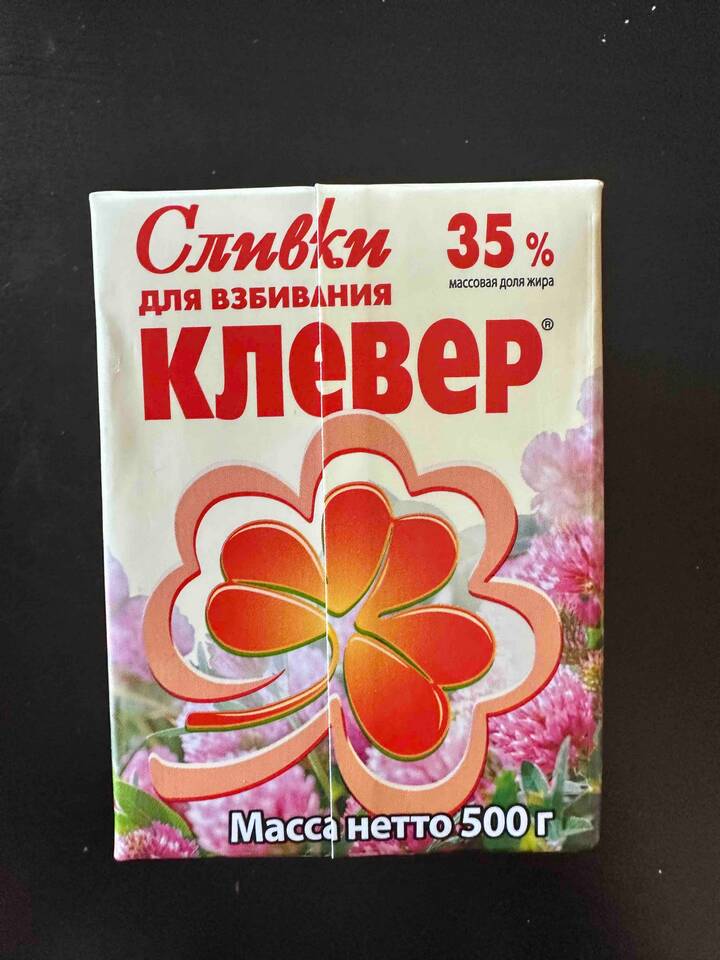 Сливки
35 %
массовая доля жира
для взбивания
клевер®
Масса нетто 500 г